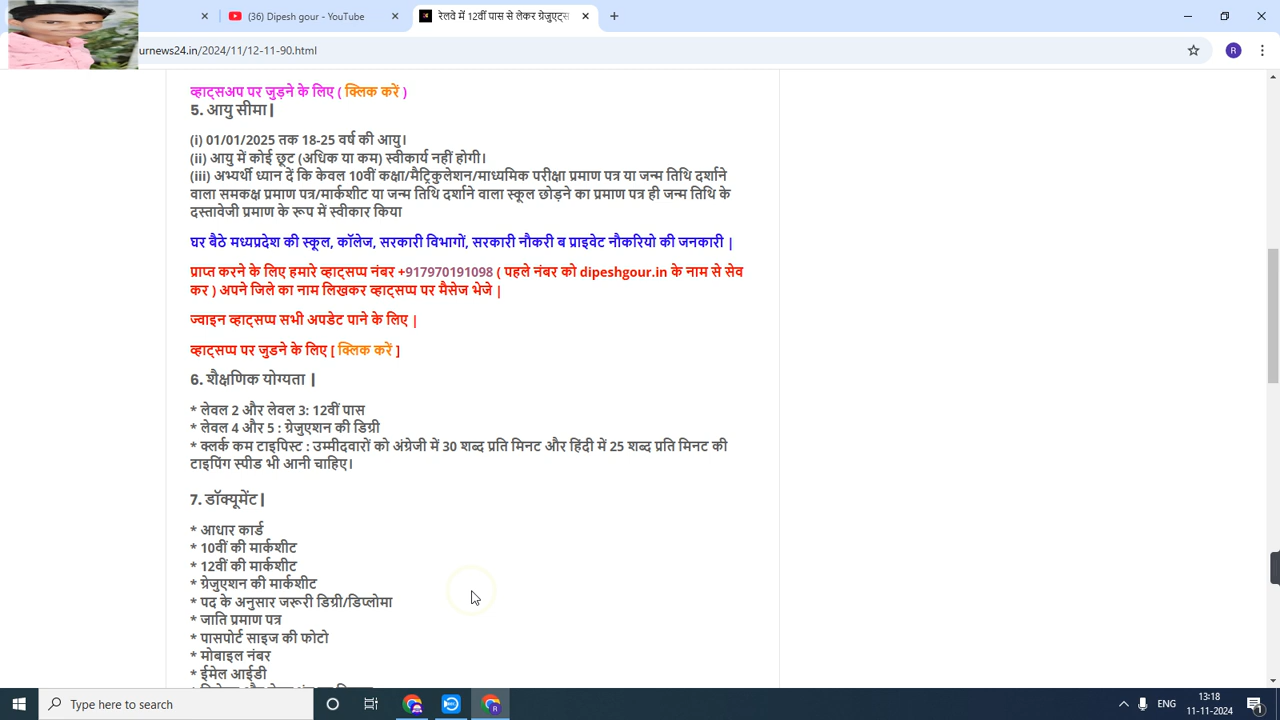 (36) Dipesh gour - YouTube
रेलवे में 12वीं पास से लेकर ग्रेजुएट्स
urnews24.in/2024/11/12-11-90.html
R
व्हाट्सअप पर जुड़ने के लिए ( क्लिक करें )
5. आयु सीमा|
(i) 01/01/2025 तक 18-25 वर्ष की आयु।
(ii) आयु में कोई छूट (अधिक या कम) स्वीकार्य नहीं होगी।
(iii) अभ्यर्थी ध्यान दें कि केवल 10वीं कक्षा/मैट्रिकुलेशन/माध्यमिक परीक्षा प्रमाण पत्र या जन्म तिथि दर्शाने
वाला समकक्ष प्रमाण पत्र/मार्कशीट या जन्म तिथि दर्शाने वाला स्कूल छोड़ने का प्रमाण पत्र ही जन्म तिथि के
दस्तावेजी प्रमाण के रूप में स्वीकार किया
घर बैठे मध्यप्रदेश की स्कूल, कॉलेज, सरकारी विभागों, सरकारी नौकरी ब प्राइवेट नौकरियो की जनकारी |
प्राप्त करने के लिए हमारे व्हाट्सप्प नंबर +917970191098 ( पहले नंबर को dipeshgour.in के नाम से सेव
कर ) अपने जिले का नाम लिखकर व्हाट्सप्प पर मैसेज भेजे |
ज्वाइन व्हाट्सप्प सभी अपडेट पाने के लिए |
व्हाट्सप्प पर जुडने के लिए [ क्लिक करें ]
6. शैक्षणिक योग्यता |
* लेवल 2 और लेवल 3: 12वीं पास
* लेवल 4 और 5 : ग्रेजुएशन की डिग्री
* क्लर्क कम टाइपिस्ट : उम्मीदवारों को अंग्रेजी में 30 शब्द प्रति मिनट और हिंदी में 25 शब्द प्रति मिनट की
टाइपिंग स्पीड भी आनी चाहिए।
7. डॉक्यूमेंट|
* आधार कार्ड
* 10वीं की मार्कशीट
* 12वीं की मार्कशीट
* ग्रेजुएशन की मार्कशीट
* पद के अनुसार जरूरी डिग्री/डिप्लोमा
* जाति प्रमाण पत्र
* पासपोर्ट साइज की फोटो
* मोबाइल नंबर
* ईमेल आईडी
Type here to search
ENG
13:18
11-11-2024